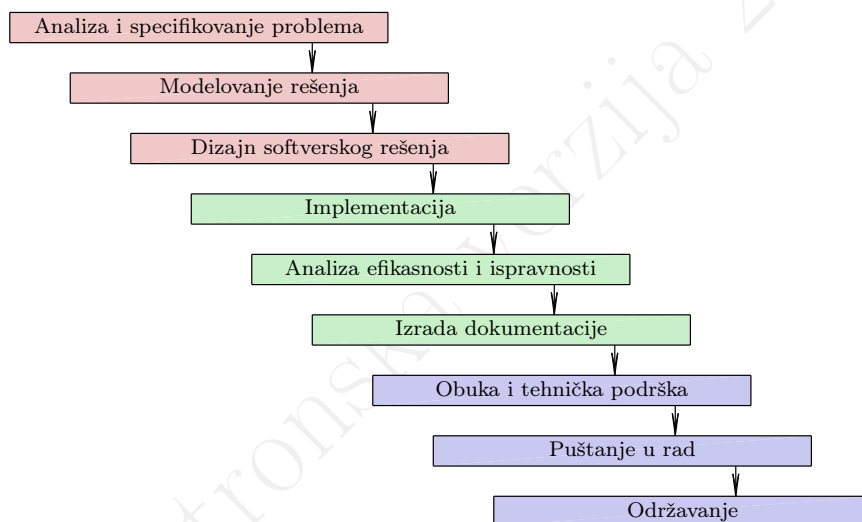 Analiza i specifikovanje problema
Modelovanje rešenja
Dizajn softverskog rešenja
Implementacija
Analiza efikasnosti i ispravnosti
Izrada dokumentacije
Obuka i tehnička podrška
Puštanje u rad
Održavanje